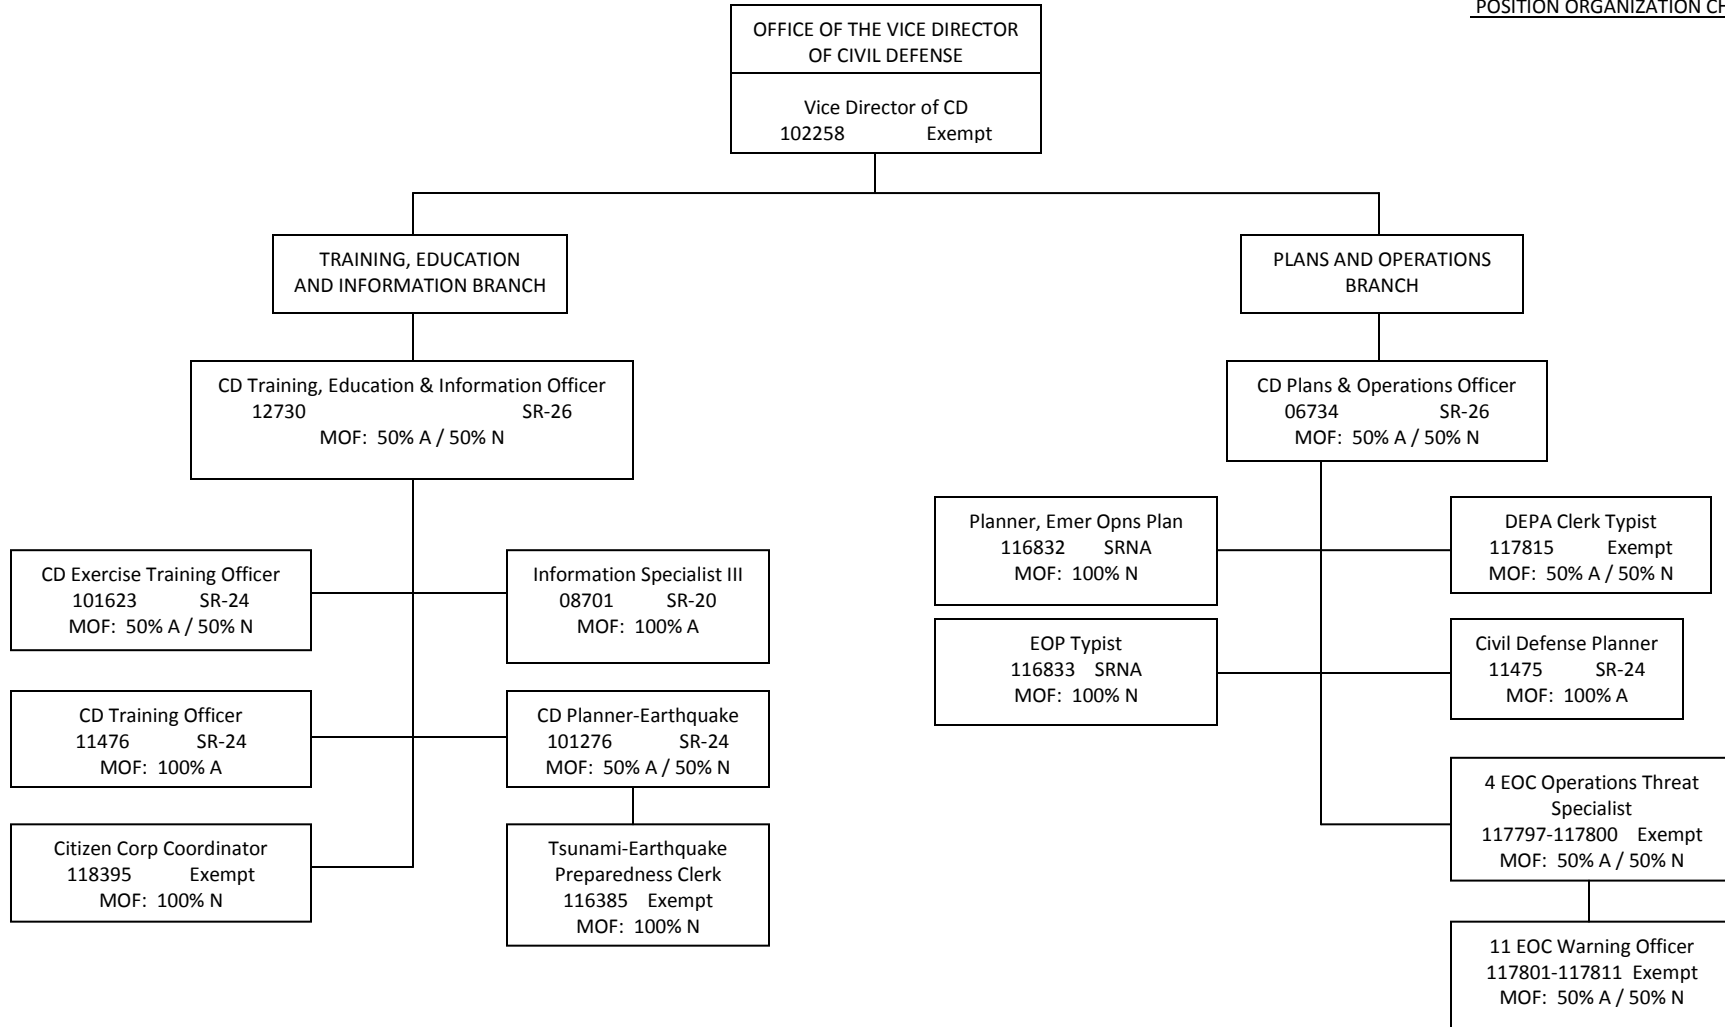 POSITION ORGANIZATION
OFFICE OF THE VICE DIRECTOR
OF CIVIL DEFENSE
Vice Director of CD
102258 Exempt
TRAINING, EDUCATION
AND INFORMATION BRANCH
PLANS AND OPERATIONS
BRANCH
CD Training, Education & Information Officer
12730 SR-26
MOF: 50% A / 50% N
CD Plans & Operations Officer
06734 SR-26
MOF: 50% A / 50% N
CD Exercise Training Officer
101623 SR-24
MOF: 50% A / 50% N
Information Specialist III
08701 SR-20
MOF: 100% A
CD Training Officer
11476 SR-24
MOF: 100% A
CD Planner-Earthquake
101276 SR-24
MOF: 50% A / 50% N
Citizen Corp Coordinator
118395 Exempt
MOF: 100% N
Tsunami-Earthquake
Preparedness Clerk
116385 Exempt
MOF: 100% N
Planner, Emer Opns Plan
116832 SRNA
MOF: 100% N
DEPA Clerk Typist
117815 Exempt
MOF: 50% A / 50% N
EOP Typist
116833 SRNA
MOF: 100% N
Civil Defense Planner
11475 SR-24
MOF: 100% A
4 EOC Operations Threat
Specialist
117797-117800 Exempt
MOF: 50% A / 50% N
11 EOC Warning Officer
117801-117811 Exempt
MOF: 50% A / 50% N